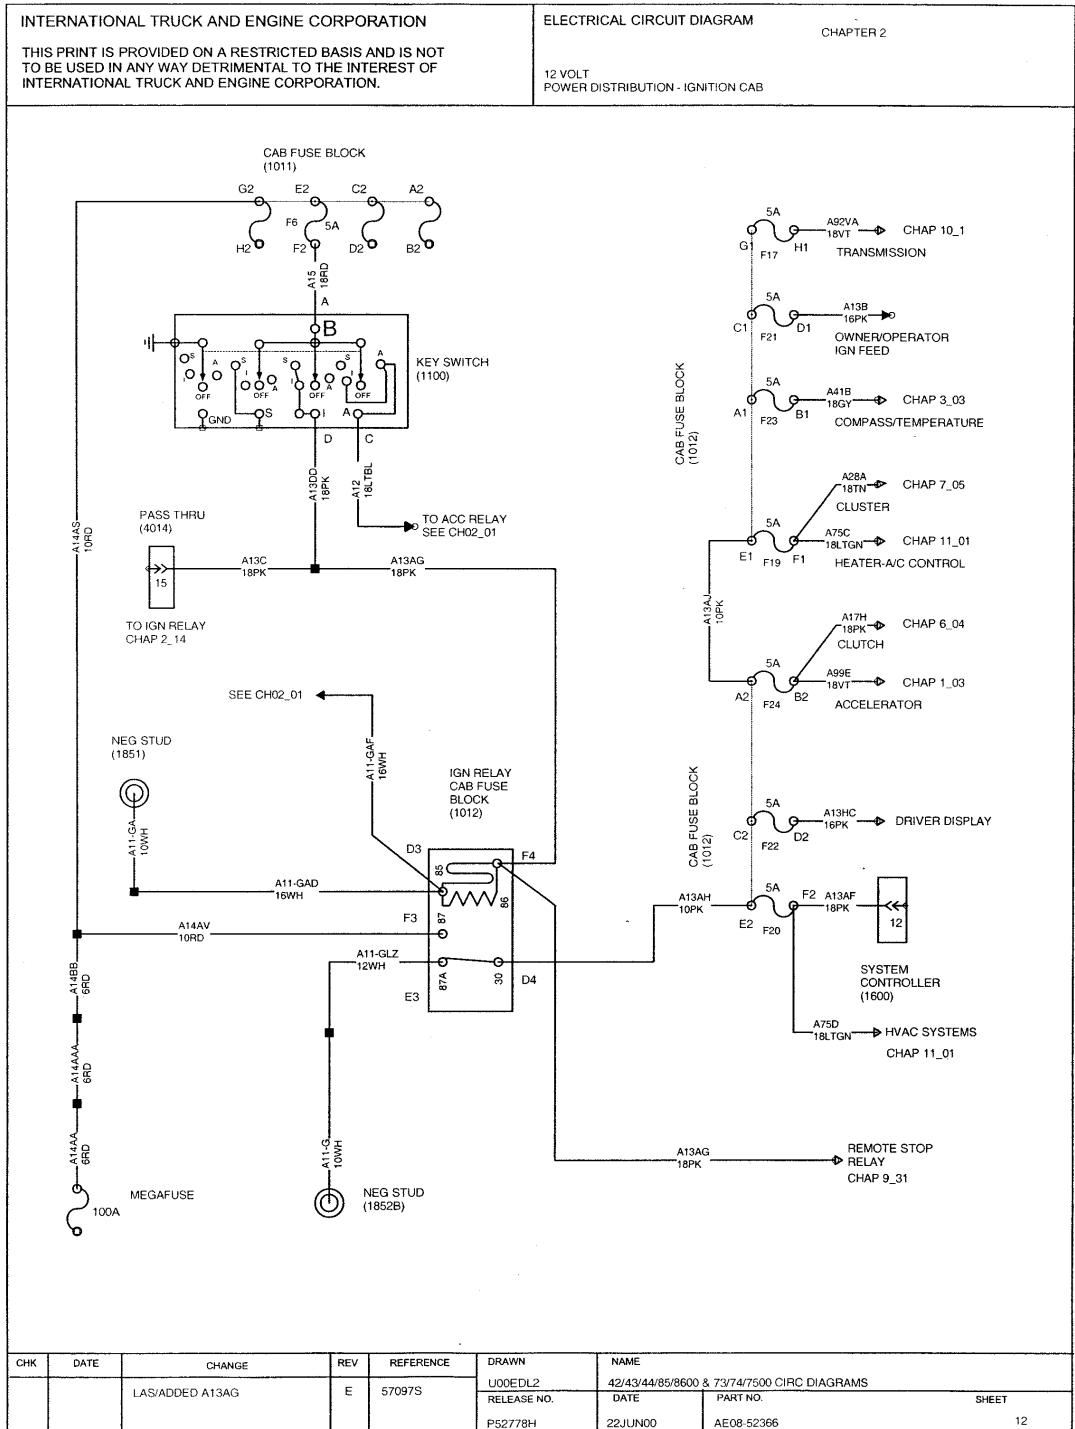 INTERNATIONAL TRUCK AND ENGINE CORPORATION
THIS PRINT IS PROVIDED ON A RESTRICTED BASIS AND IS NOT
TO BE USED IN ANY WAY DETRIMENTAL TO THE INTEREST OF
INTERNATIONAL TRUCK AND ENGINE CORPORATION.
ELECTRICAL CIRCUIT DIAGRAM
CHAPTER 2
12 VOLT
POWER DISTRIBUTION - IGNITION CAB
CAB FUSE BLOCK
(1011)
G2 E2 C2 A2
F6 5A
H2 F2 D2 B2
A15
18RD
A
B
S A S S A
I I A I I
OFF OFF OFF OFF
GND S I A
KEY SWITCH
(1100)
D C
A13DD
18PK
A12
18LTBL
TO ACC RELAY
SEE CH02_01
A14AS
10RD
PASS THRU
(4014)
15
A13C
18PK
A13AG
18PK
TO IGN RELAY
CHAP 2_14
SEE CH02_01
A11-GAF
16WH
NEG STUD
(1851)
A11-GA
10WH
IGN RELAY
CAB FUSE
BLOCK
(1012)
D3 F4
85
86
A11-GAD
16WH
F3
87
A14AV
10RD
A11-GLZ
12WH
87A
30
D4
E3
A14BB
6RD
A14AAA
6RD
A14AA
6RD
MEGAFUSE
100A
A11-G
10WH
NEG STUD
(1852B)
CAB FUSE BLOCK
(1012)
5A
G1 F17 H1
A92VA
18VT
CHAP 10_1
TRANSMISSION
5A
C1 F21 D1
A13B
16PK
OWNER/OPERATOR
IGN FEED
5A
A1 F23 B1
A41B
18GY
CHAP 3_03
COMPASS/TEMPERATURE
A28A
18TN
CHAP 7_05
CLUSTER
5A
E1 F19 F1
A75C
18LTGN
CHAP 11_01
HEATER-A/C CONTROL
A13AJ
10PK
A17H
18PK
CHAP 6_04
CLUTCH
5A
A2 F24 B2
A99E
18VT
CHAP 1_03
ACCELERATOR
CAB FUSE BLOCK
(1012)
5A
C2 F22 D2
A13HC
16PK
DRIVER DISPLAY
A13AH
10PK
5A
E2 F20 F2
A13AF
18PK
12
SYSTEM
CONTROLLER
(1600)
A75D
18LTGN
HVAC SYSTEMS
CHAP 11_01
A13AG
18PK
REMOTE STOP
RELAY
CHAP 9_31
CHK DATE CHANGE REV REFERENCE
LAS/ADDED A13AG E 57097S
DRAWN
U00EDL2
NAME
42/43/44/85/8600 & 73/74/7500 CIRC DIAGRAMS
RELEASE NO. DATE PART NO. SHEET
P52778H 22JUN00 AE08-52366 12